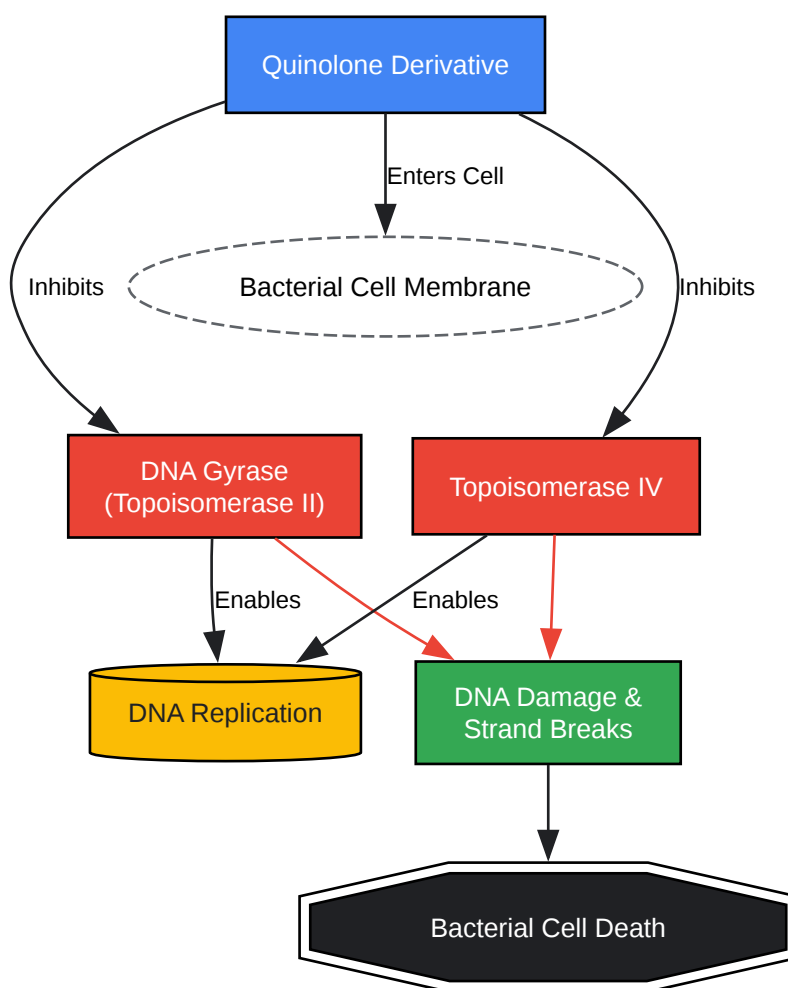 Quinolone Derivative
Enters Cell
Inhibits
Bacterial Cell Membrane
Inhibits
DNA Gyrase
(Topoisomerase II)
Topoisomerase IV
Enables
Enables
DNA Replication
DNA Damage &
Strand Breaks
Bacterial Cell Death